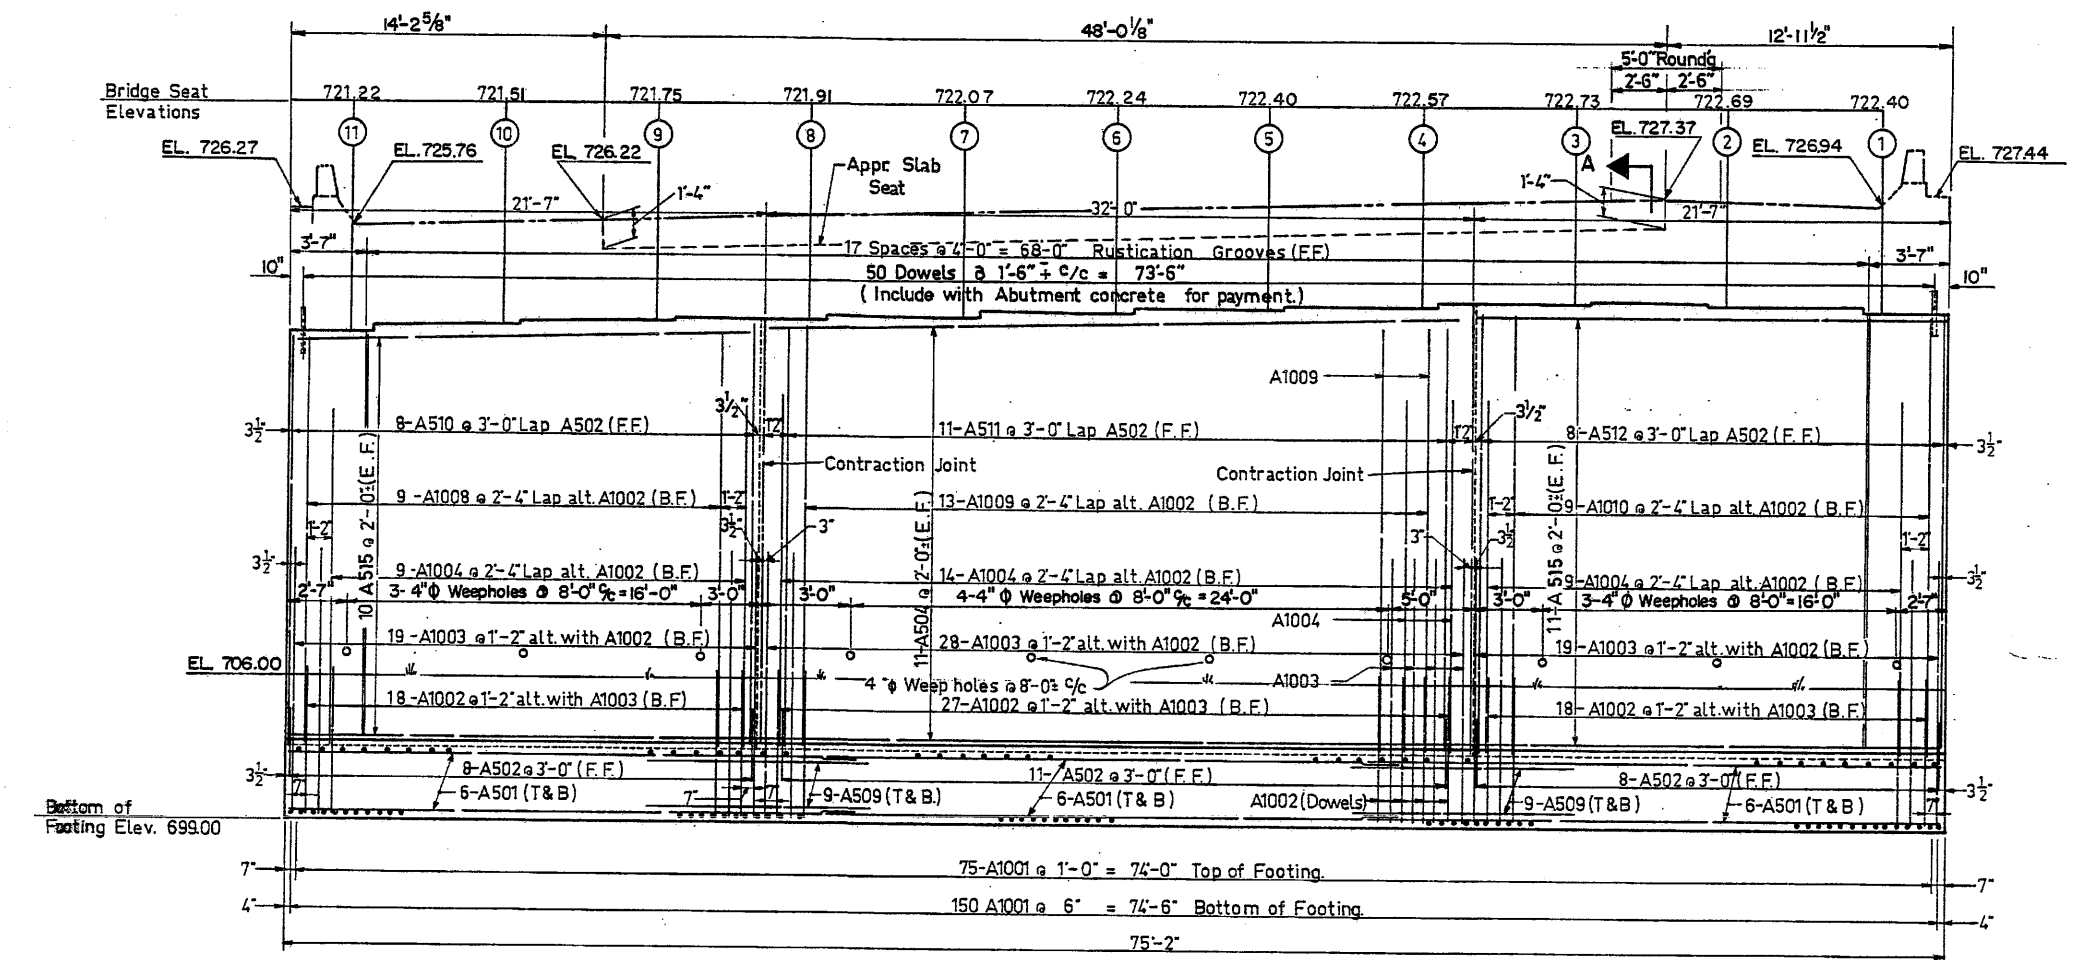 14'-2 5/8" 48'-0 1/8" 12'-11 1/2"
5'-0" Round'g
2'-6" 2'-6"
Bridge Seat
Elevations
721.22 721.51 721.75 721.91 722.07 722.24 722.40 722.57 722.73 722.69 722.40
11 10 9 8 7 6 5 4 3 2 1
EL. 726.27 EL. 725.76 EL. 726.22 EL. 727.37 EL. 726.94 EL. 727.44
Appr. Slab
Seat
A
1'-4" 1'-4"
21'-7" 32'-0" 21'-7"
3'-7" 17 Spaces @ 4'-0" = 68'-0" Rustication Grooves (F.F.) 3'-7"
10" 50 Dowels @ 1'-6" ± c/c = 73'-6" 10"
( Include with Abutment concrete for payment.)
A1009
3 1/2" 3 1/2"
3 1/2" 8-A510 @ 3'-0" Lap A502 (F.F.) 12" 11-A511 @ 3'-0" Lap A502 (F.F.) 12" 8-A512 @ 3'-0" Lap A502 (F.F.) 3 1/2"
Contraction Joint Contraction Joint
10-A515 @ 2'-0"± (E.F.) 11-A504 @ 2'-0"± (E.F.) 11-A515 @ 2'-0"± (E.F.)
9-A1008 @ 2'-4" Lap alt. A1002 (B.F.) 1'-2" 13-A1009 @ 2'-4" Lap alt. A1002 (B.F.) 1'-2" 9-A1010 @ 2'-4" Lap alt. A1002 (B.F.)
1'-2" 3 1/2" 3" 3" 3 1/2" 1'-2"
3 1/2" 9-A1004 @ 2'-4" Lap alt. A1002 (B.F.) 14-A1004 @ 2'-4" Lap alt. A1002 (B.F.) 9-A1004 @ 2'-4" Lap alt. A1002 (B.F.) 3 1/2"
2'-7" 3-4"ϕ Weepholes @ 8'-0" c/c = 16'-0" 3'-0" 3'-0" 4-4"ϕ Weepholes @ 8'-0" c/c = 24'-0" 5'-0" 3'-0" 3-4"ϕ Weepholes @ 8'-0" = 16'-0" 2'-7"
A1004
19-A1003 @ 1'-2" alt. with A1002 (B.F.) 28-A1003 @ 1'-2" alt. with A1002 (B.F.) 19-A1003 @ 1'-2" alt. with A1002 (B.F.)
EL. 706.00
4"ϕ Weep holes @ 8'-0"± c/c A1003
18-A1002 @ 1'-2" alt. with A1003 (B.F.) 27-A1002 @ 1'-2" alt. with A1003 (B.F.) 18-A1002 @ 1'-2" alt. with A1003 (B.F.)
3 1/2" 8-A502 @ 3'-0" (F.F.) 11-A502 @ 3'-0" (F.F.) 8-A502 @ 3'-0" (F.F.) 3 1/2"
7" 6-A501 (T & B) 7" 7" 9-A509 (T & B.) 6-A501 (T & B) A1002 (Dowels) 9-A509 (T & B) 6-A501 (T & B) 7"
Bottom of
Footing Elev. 699.00
7" 75-A1001 @ 1'-0" = 74'-0" Top of Footing. 7"
4" 150 A1001 @ 6" = 74'-6" Bottom of Footing. 4"
75'-2"